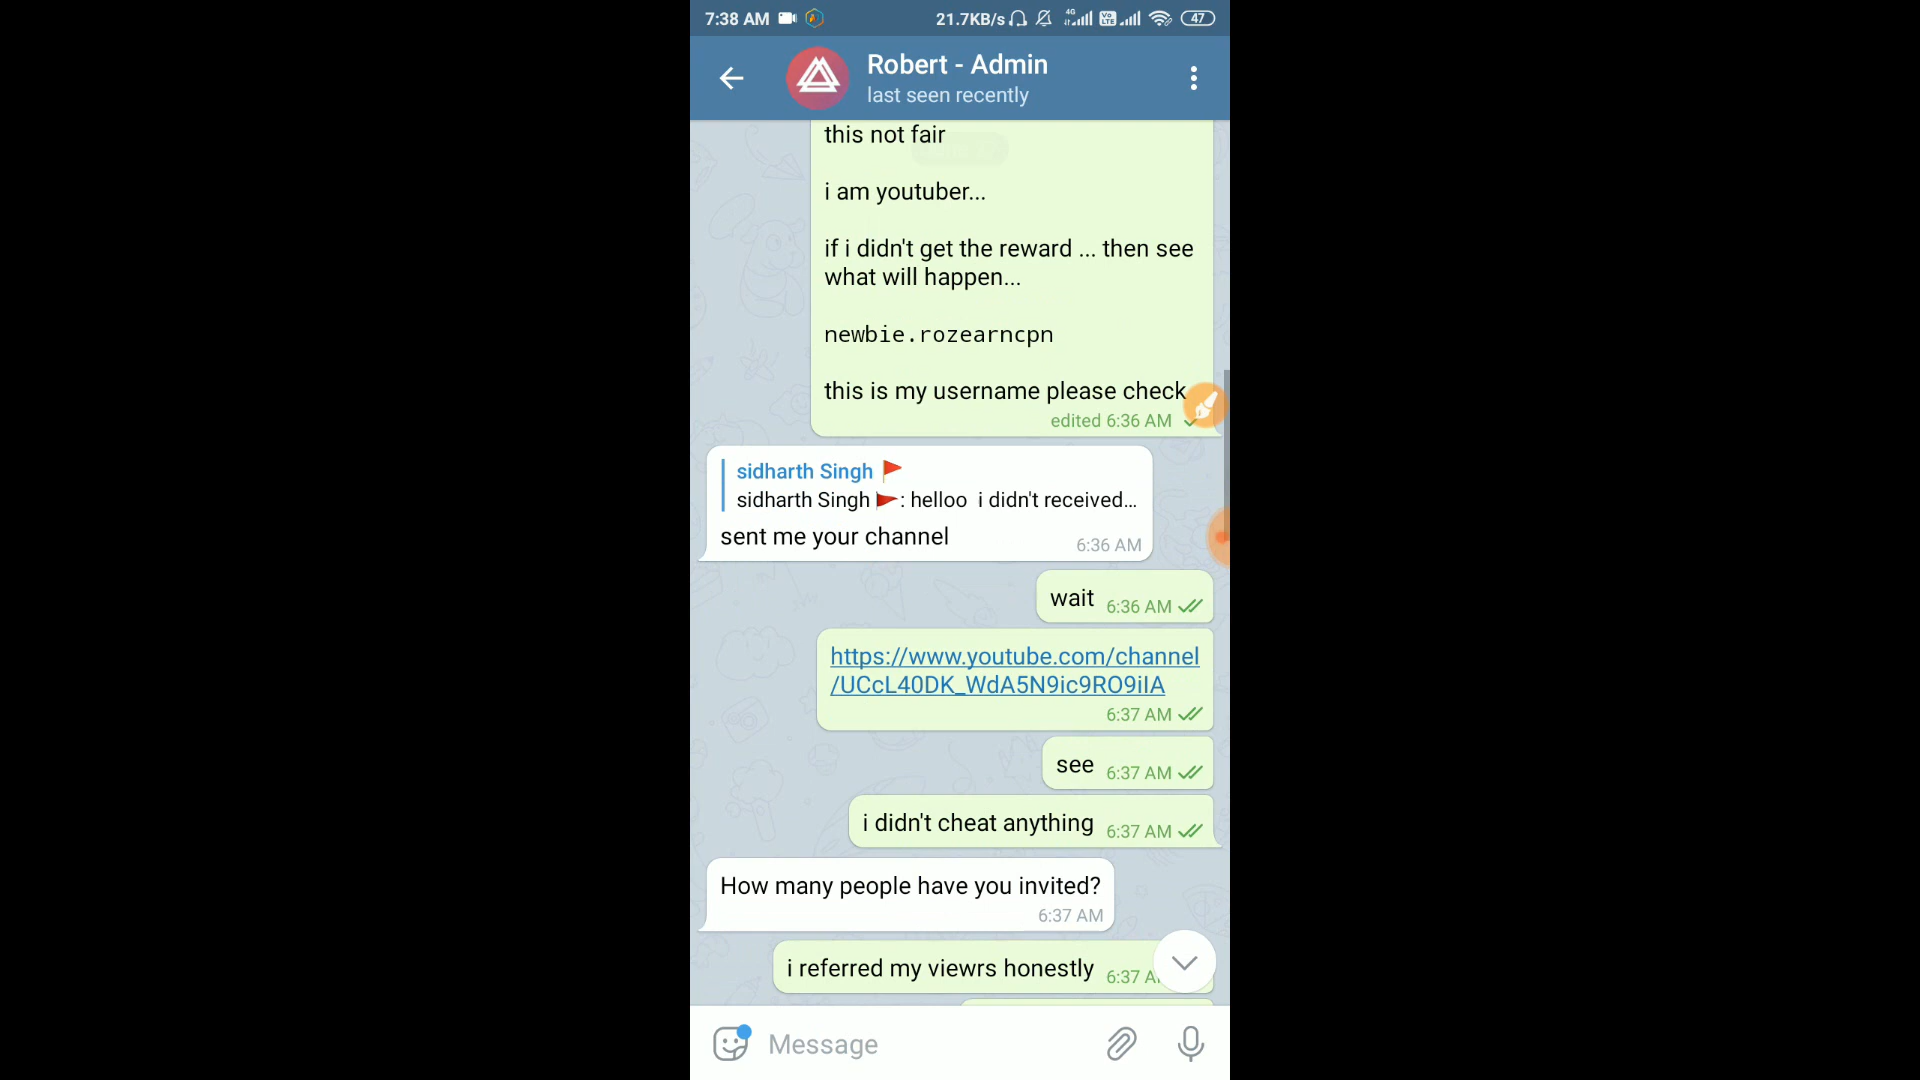 7:38 AM 21.7KB/s 4G Vo LTE 47
Robert - Admin
last seen recently
this not fair
i am youtuber...
if i didn't get the reward ... then see
what will happen...
newbie.rozearncpn
this is my username please check
edited 6:36 AM
sidharth Singh
sidharth Singh : helloo i didn't received...
sent me your channel
6:36 AM
wait 6:36 AM
https://www.youtube.com/channel
/UCcL40DK_WdA5N9ic9RO9iIA
6:37 AM
see 6:37 AM
i didn't cheat anything 6:37 AM
How many people have you invited?
6:37 AM
i referred my viewrs honestly 6:37 A
Message